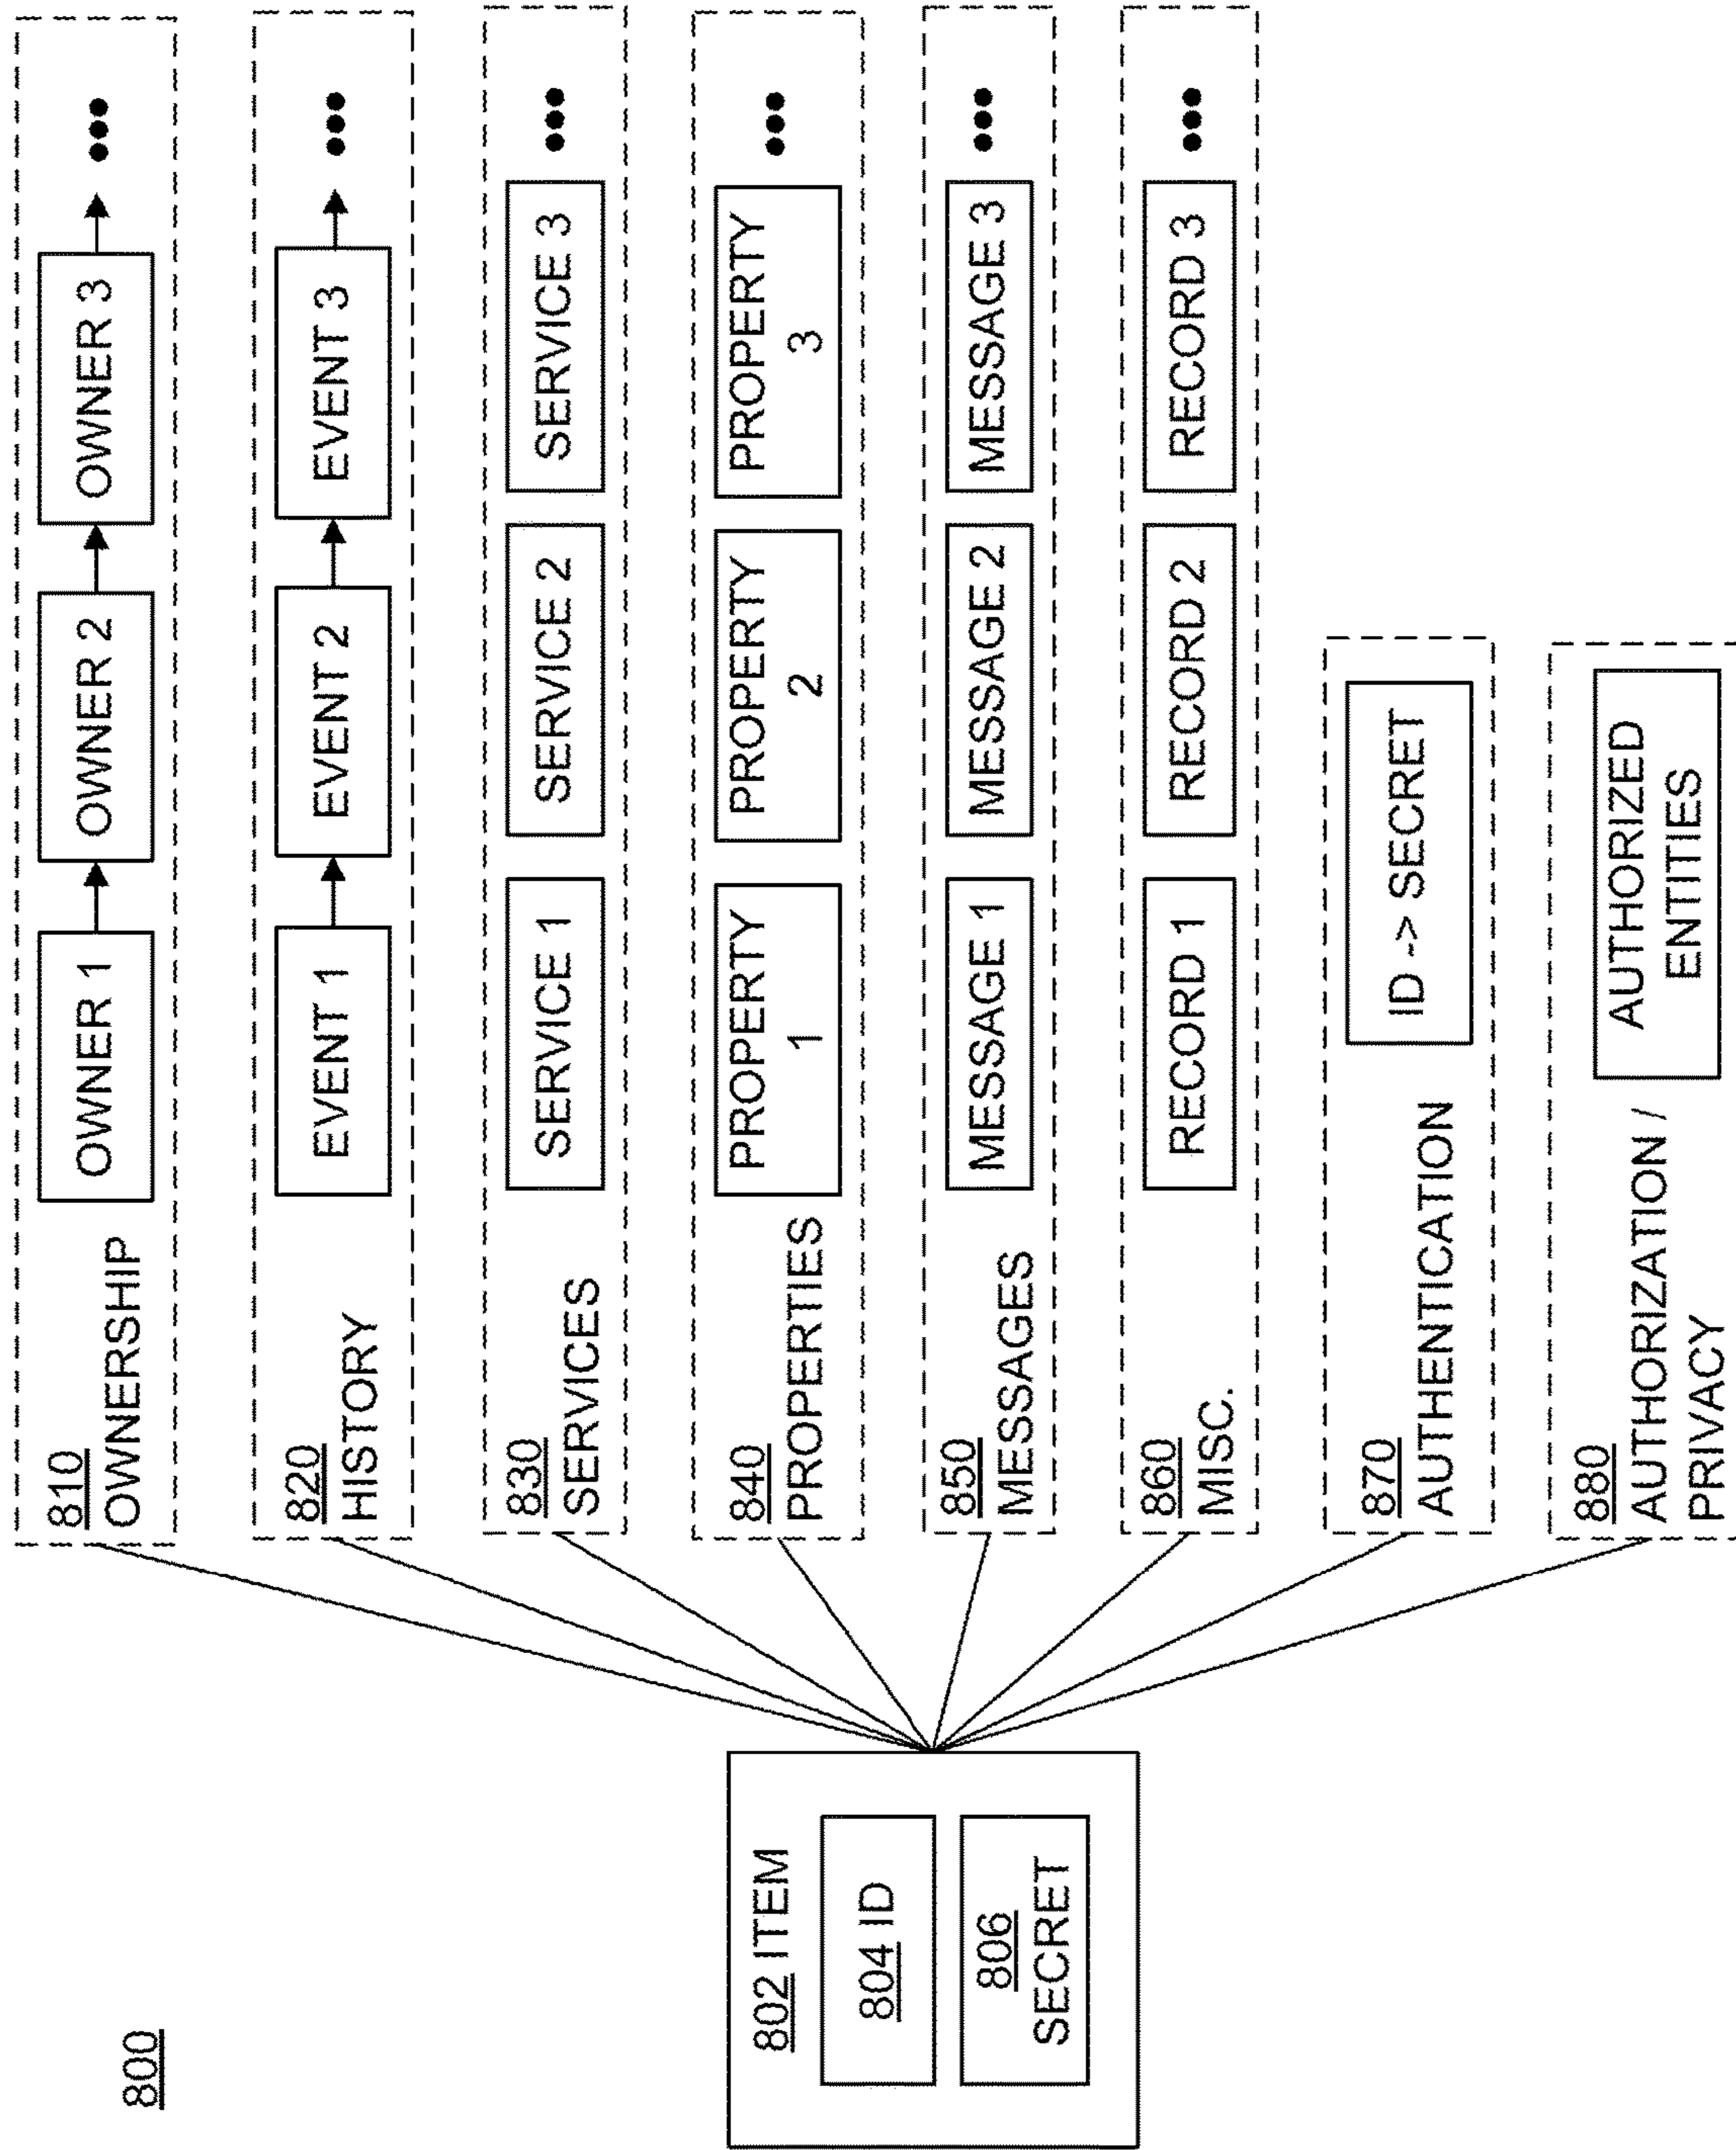 800
802 ITEM
804 ID
806
SECRET
810
OWNERSHIP
OWNER 1
OWNER 2
OWNER 3
820
HISTORY
EVENT 1
EVENT 2
EVENT 3
830
SERVICES
SERVICE 1
SERVICE 2
SERVICE 3
840
PROPERTIES
PROPERTY
1
PROPERTY
2
PROPERTY
3
850
MESSAGES
MESSAGE 1
MESSAGE 2
MESSAGE 3
860
MISC.
RECORD 1
RECORD 2
RECORD 3
870
AUTHENTICATION
ID -> SECRET
880
AUTHORIZATION /
PRIVACY
AUTHORIZED
ENTITIES